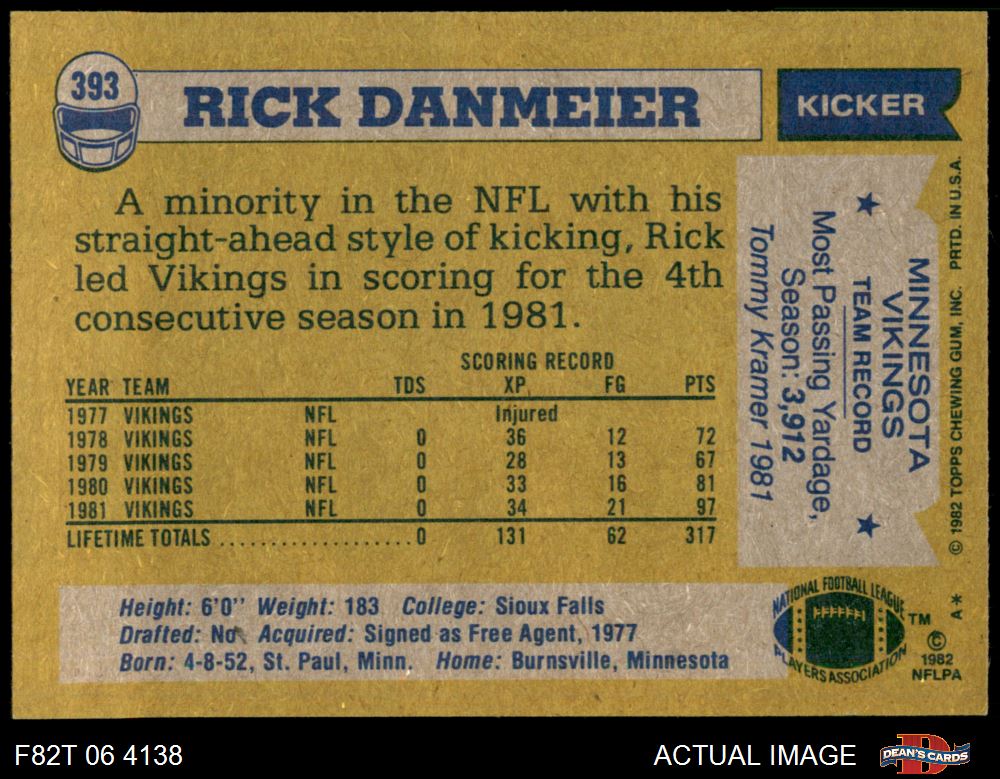 393
RICK DANMEIER
KICKER
A minority in the NFL with his
straight-ahead style of kicking, Rick
led Vikings in scoring for the 4th
consecutive season in 1981.
SCORING RECORD
YEAR TEAM TDS XP. FG PTS
1977 VIKINGS NFL Injured
1978 VIKINGS NFL 0 36 12 72
1979 VIKINGS NFL 0 28 13 67
1980 VIKINGS NFL 0 33 16 81
1981 VIKINGS NFL 0 34 21 97
LIFETIME TOTALS ....................0 131 62 317
MINNESOTA
VIKINGS
★ TEAM RECORD ★
Most Passing Yardage,
Season: 3,912
Tommy Kramer 1981
© 1982 TOPPS CHEWING GUM, INC. PRTD. IN U.S.A.
Height: 6'0" Weight: 183 College: Sioux Falls
Drafted: No Acquired: Signed as Free Agent, 1977
Born: 4-8-52, St. Paul, Minn. Home: Burnsville, Minnesota
NATIONAL FOOTBALL LEAGUE
PLAYERS ASSOCIATION
TM
©
1982
NFLPA
A*
F82T 06 4138
ACTUAL IMAGE
DEAN'S CARDS